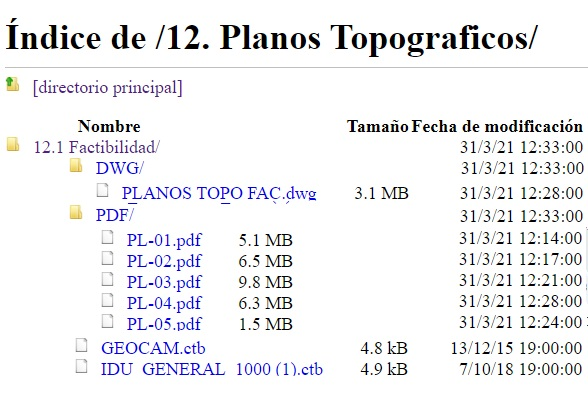 Índice de /12. Planos Topograficos/
[directorio principal]
Nombre Tamaño Fecha de modificación
12.1 Factibilidad/ 31/3/21 12:33:00
DWG/ 31/3/21 12:33:00
PLANOS TOPO FAC.dwg 3.1 MB 31/3/21 12:28:00
PDF/ 31/3/21 12:33:00
PL-01.pdf 5.1 MB 31/3/21 12:14:00
PL-02.pdf 6.5 MB 31/3/21 12:17:00
PL-03.pdf 9.8 MB 31/3/21 12:21:00
PL-04.pdf 6.3 MB 31/3/21 12:28:00
PL-05.pdf 1.5 MB 31/3/21 12:24:00
GEOCAM.ctb 4.8 kB 13/12/15 19:00:00
IDU_GENERAL_1000 (1).ctb 4.9 kB 7/10/18 19:00:00